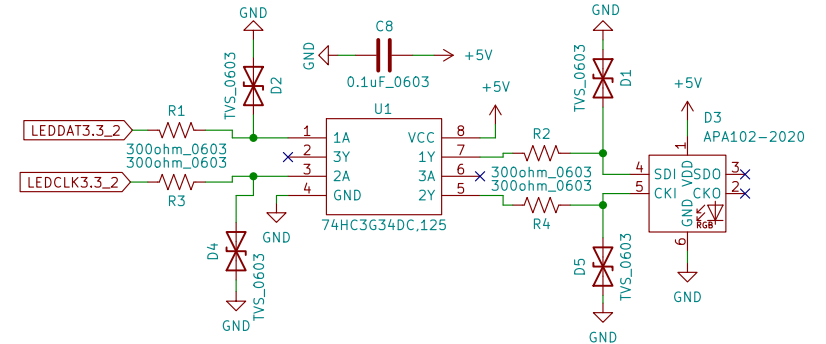 GND
GND
C8
GND
+5V
0.1uF_0603
TVS_0603
D2
TVS_0603
D1
+5V
+5V
D3
APA102-2020
R1
LEDDAT3.3_2
300ohm_0603
300ohm_0603
LEDCLK3.3_2
R3
U1
1 1A VCC 8
2 3Y 1Y 7
3 2A 3A 6
4 GND 2Y 5
74HC3G34DC,125
GND
R2
300ohm_0603
300ohm_0603
R4
1
VDD
4 SDI SDO 3
5 CKI CKO 2
GND
RGB
6
GND
D4
TVS_0603
GND
D5
TVS_0603
GND